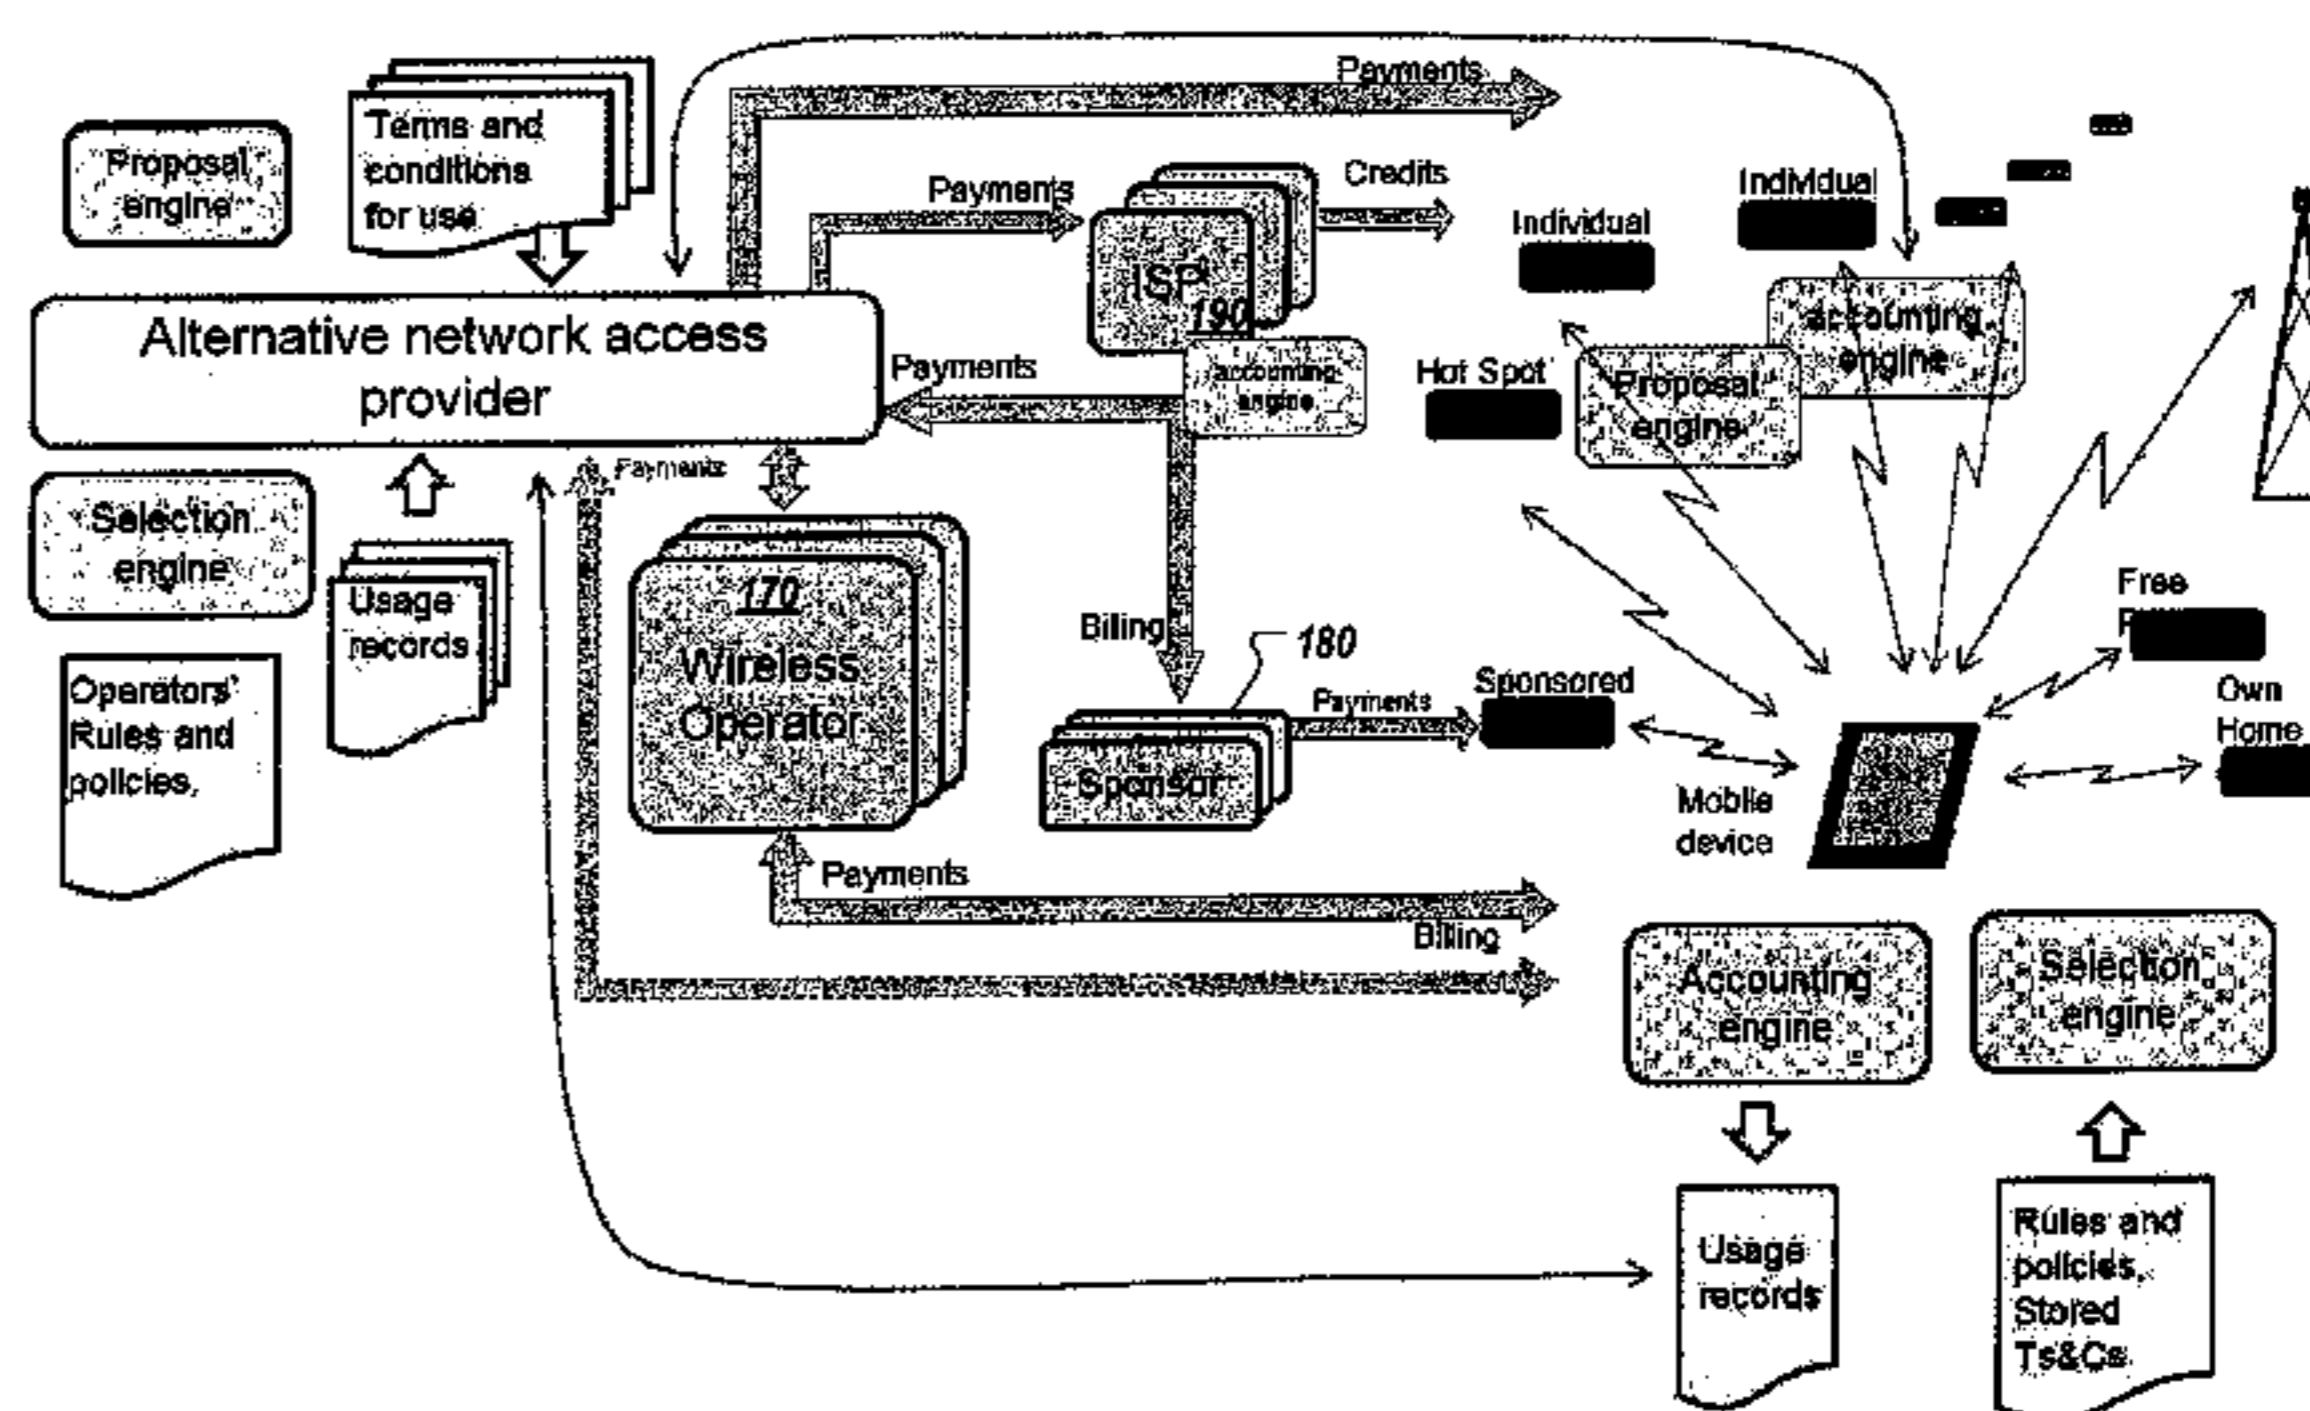 Payments
Terms and
conditions
for use
Proposal
engine
Payments
Credits
Individual
Individual
ISP
190
Alternative network access
provider
Payments
accounting
engine
Hot Spot
Proposal
engine
accounting
engine
Payments
Selection
engine
Usage
records
Operators'
Rules and
policies,
170
Wireless
Operator
Billing
180
Sponsor
Payments
Sponsored
Free
Own
Home
Mobile
device
Payments
Billing
Accounting
engine
Selection
engine
Usage
records
Rules and
policies,
Stored
Ts&Cs